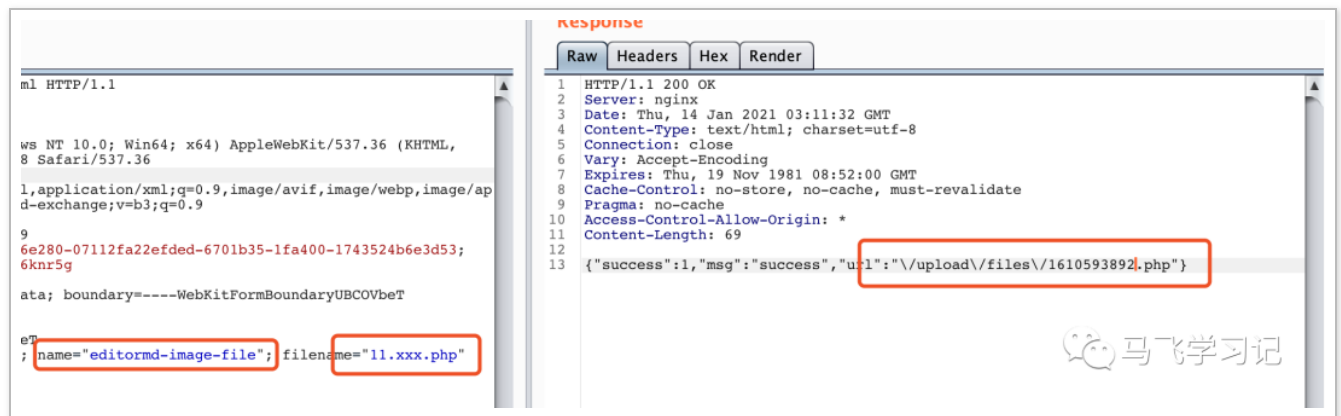 Response
Raw Headers Hex Render
ml HTTP/1.1
ws NT 10.0; Win64; x64) AppleWebKit/537.36 (KHTML,
8 Safari/537.36
l,application/xml;q=0.9,image/avif,image/webp,image/ap
d-exchange;v=b3;q=0.9
9
6e280-07112fa22efded-6701b35-1fa400-1743524b6e3d53;
6knr5g
ata; boundary=----WebKitFormBoundaryUBCOVbeT
eT
; name="editormd-image-file"; filename="11.xxx.php"
1 HTTP/1.1 200 OK
2 Server: nginx
3 Date: Thu, 14 Jan 2021 03:11:32 GMT
4 Content-Type: text/html; charset=utf-8
5 Connection: close
6 Vary: Accept-Encoding
7 Expires: Thu, 19 Nov 1981 08:52:00 GMT
8 Cache-Control: no-store, no-cache, must-revalidate
9 Pragma: no-cache
10 Access-Control-Allow-Origin: *
11 Content-Length: 69
12
13 {"success":1,"msg":"success","url":"\/upload\/files\/1610593892.php"}
马飞学习记